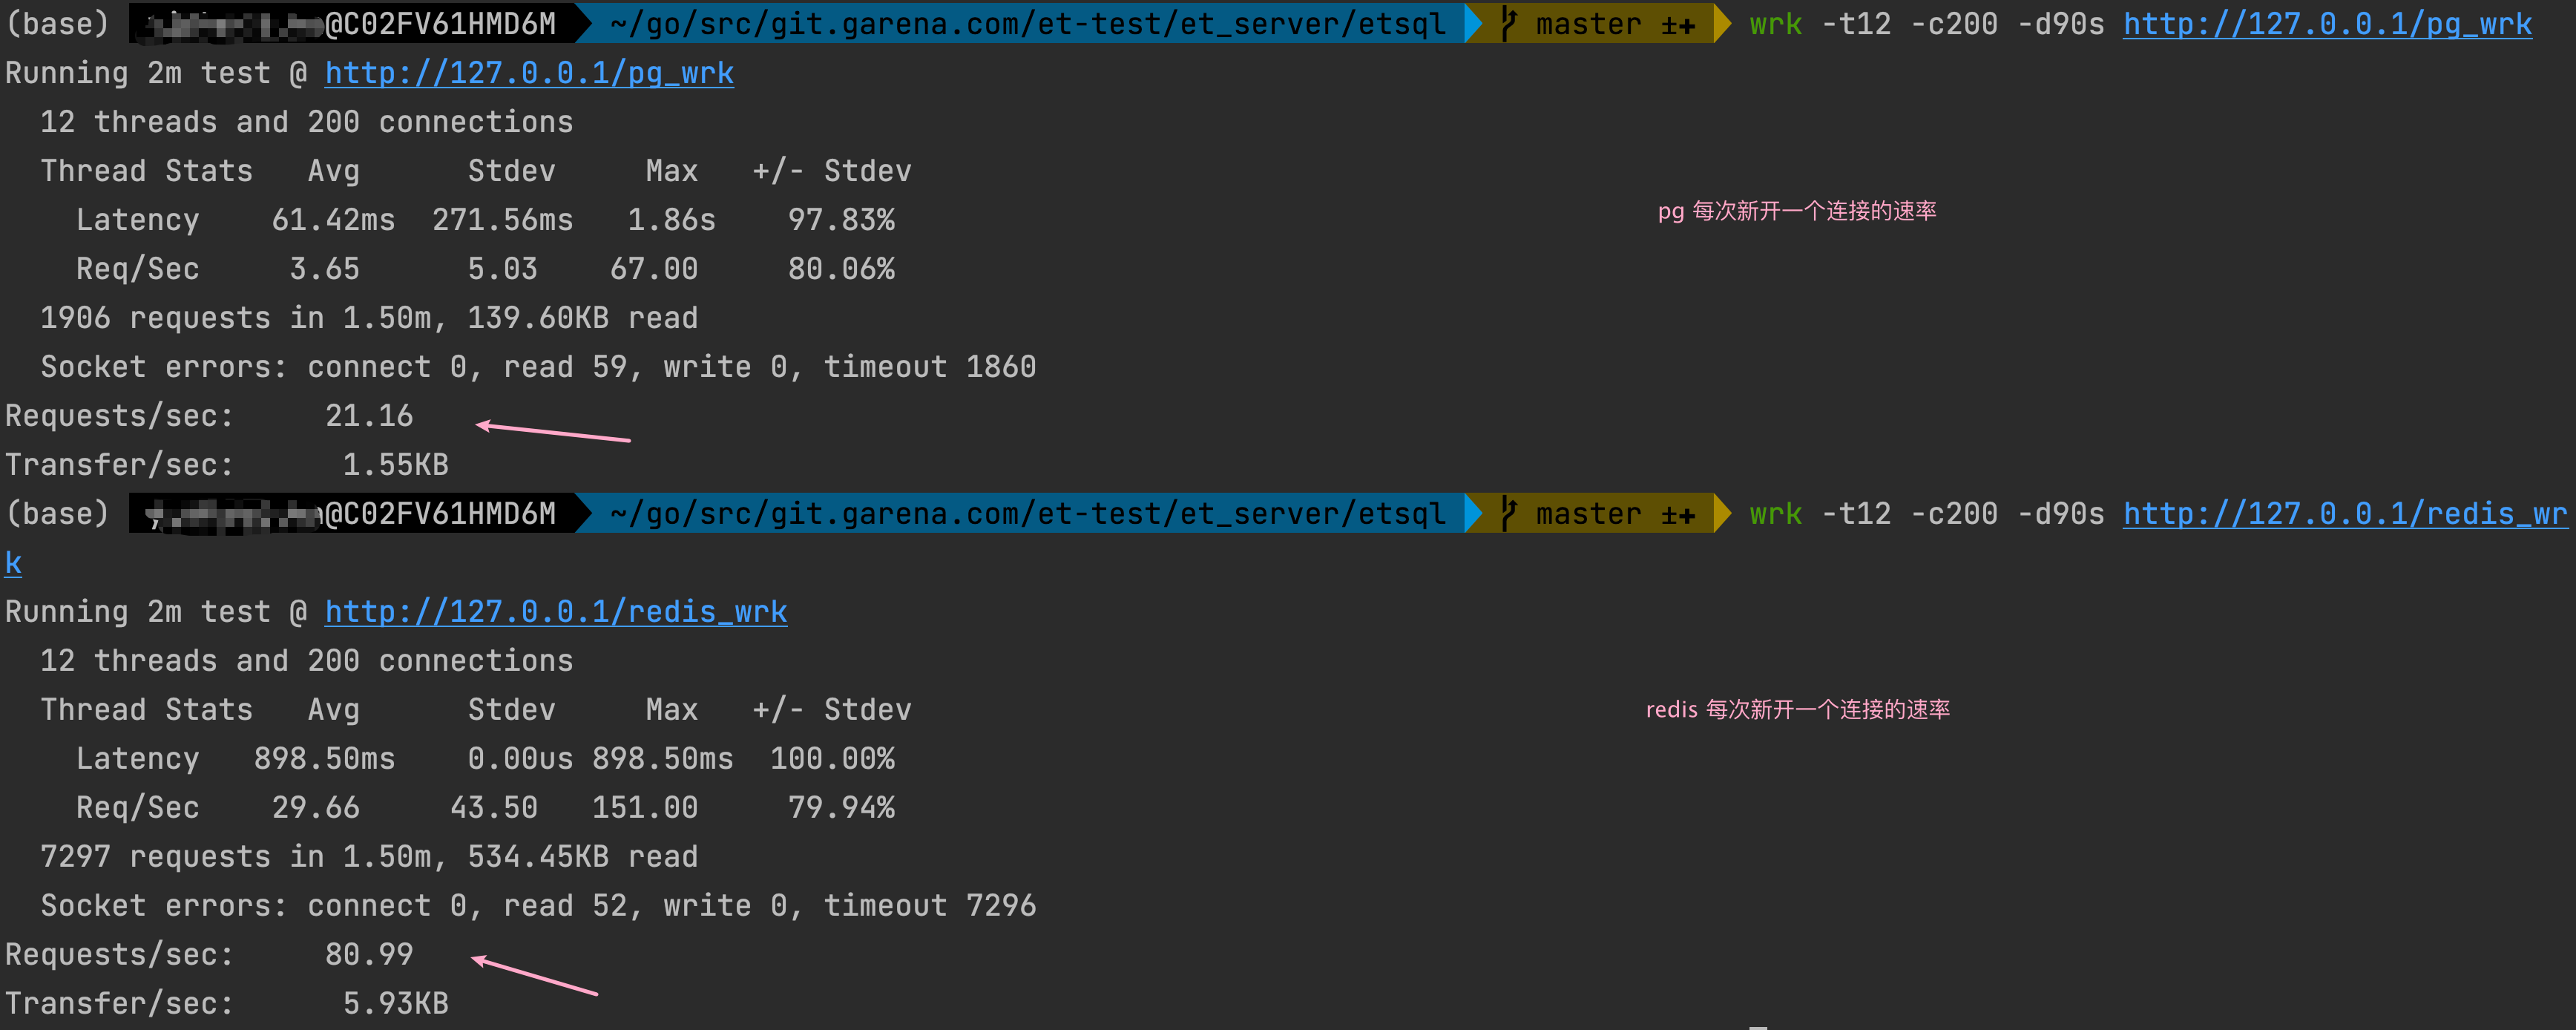 (base) @C02FV61HMD6M ~/go/src/git.garena.com/et-test/et_server/etsql master ±✚ wrk -t12 -c200 -d90s http://127.0.0.1/pg_wrk
Running 2m test @ http://127.0.0.1/pg_wrk
12 threads and 200 connections
Thread Stats Avg Stdev Max +/- Stdev
Latency 61.42ms 271.56ms 1.86s 97.83%
pg 每次新开一个连接的速率
Req/Sec 3.65 5.03 67.00 80.06%
1906 requests in 1.50m, 139.60KB read
Socket errors: connect 0, read 59, write 0, timeout 1860
Requests/sec: 21.16
Transfer/sec: 1.55KB
(base) @C02FV61HMD6M ~/go/src/git.garena.com/et-test/et_server/etsql master ±✚ wrk -t12 -c200 -d90s http://127.0.0.1/redis_wr
k
Running 2m test @ http://127.0.0.1/redis_wrk
12 threads and 200 connections
Thread Stats Avg Stdev Max +/- Stdev
redis 每次新开一个连接的速率
Latency 898.50ms 0.00us 898.50ms 100.00%
Req/Sec 29.66 43.50 151.00 79.94%
7297 requests in 1.50m, 534.45KB read
Socket errors: connect 0, read 52, write 0, timeout 7296
Requests/sec: 80.99
Transfer/sec: 5.93KB